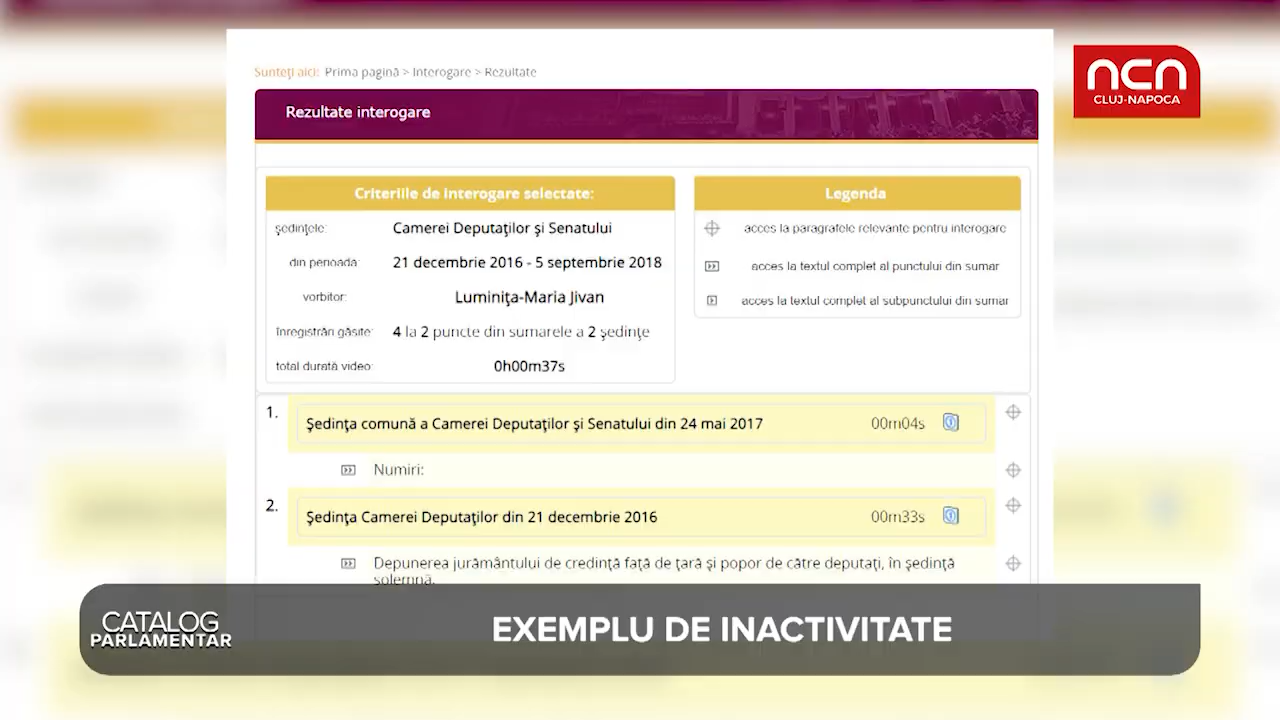 Sunteți aici: Prima pagină > Interogare > Rezultate
ncn
CLUJ-NAPOCA
Rezultate interogare
Criteriile de interogare selectate:
şedinţele: Camerei Deputaţilor şi Senatului
din perioada: 21 decembrie 2016 - 5 septembrie 2018
vorbitor: Luminiţa-Maria Jivan
înregistrări găsite: 4 la 2 puncte din sumarele a 2 şedinţe
total durată video: 0h00m37s
Legenda
acces la paragrafele relevante pentru interogare
acces la textul complet al punctului din sumar
acces la textul complet al subpunctului din sumar
1. Şedinţa comună a Camerei Deputaţilor şi Senatului din 24 mai 2017 00m04s
Numiri:
2. Şedinţa Camerei Deputaţilor din 21 decembrie 2016 00m33s
Depunerea jurământului de credinţă faţă de ţară şi popor de către deputaţi, în şedinţă
solemnă.
CATALOG
PARLAMENTAR
EXEMPLU DE INACTIVITATE